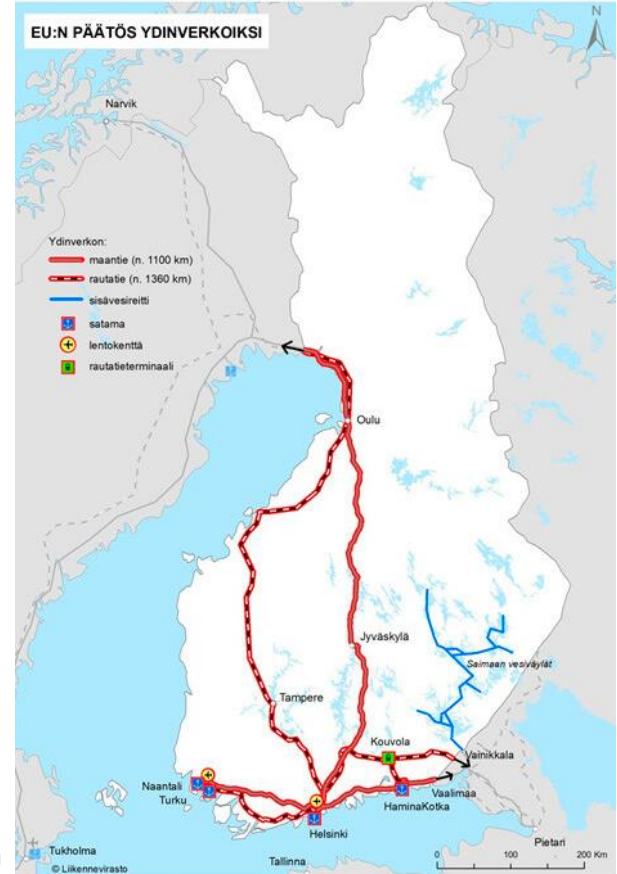 EU:N PÄÄTÖS YDINVERKOIKSI
N
Narvik
Ydinverkon:
maantie (n. 1100 km)
rautatie (n. 1360 km)
sisävesireitti
satama
lentokenttä
rautatieterminaali
Oulu
Jyväskylä
Saimaan vesiväylät
Tampere
Kouvola
Vainikkala
Naantali
Turku
HaminaKotka
Vaalimaa
Helsinki
Pietari
Tukholma
Tallinna
0 100 200 Km
© Liikennevirasto